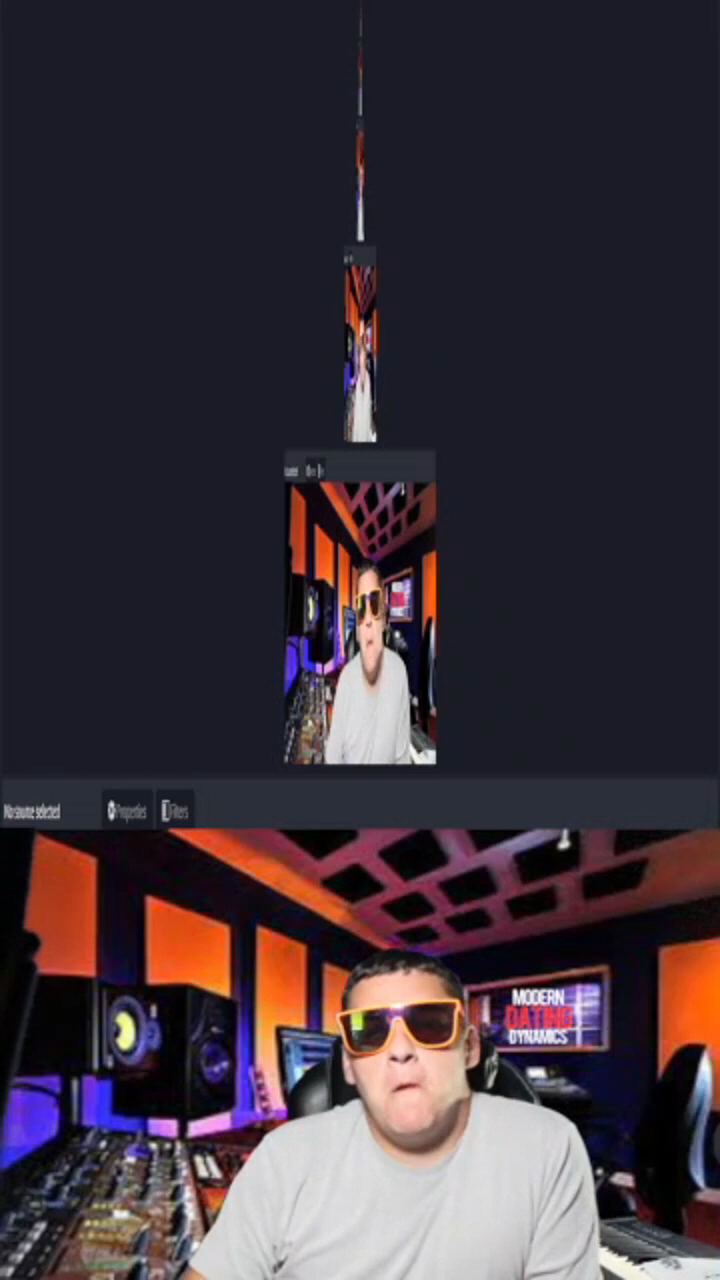 No source selected
Properties
Filters
MODERN
DATING
DYNAMICS